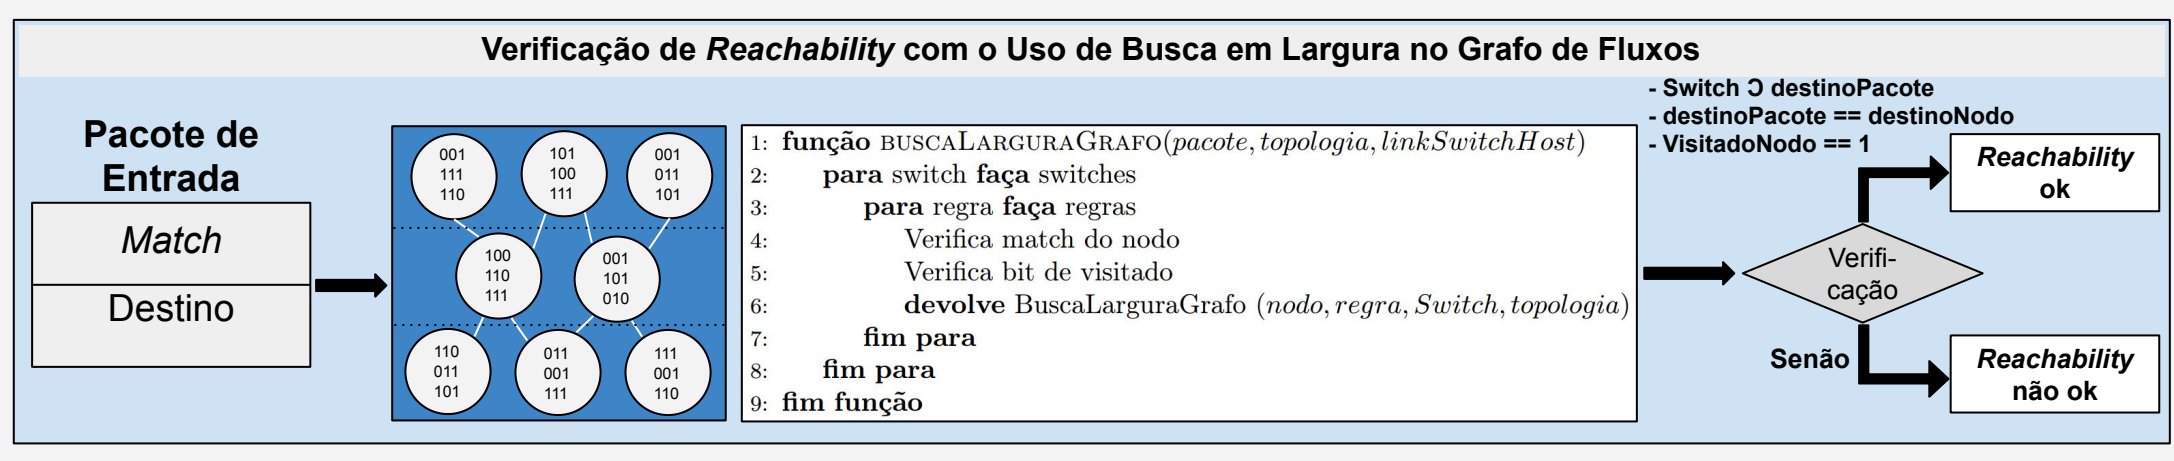 Verificação de Reachability com o Uso de Busca em Largura no Grafo de Fluxos
Pacote de
Entrada
Match
Destino
001
111
110
101
100
111
001
011
101
100
110
111
001
101
010
110
011
101
011
001
111
111
001
110
1: função BUSCALARGURAGRAFO(pacote, topologia, linkSwitchHost)
2: para switch faça switches
3: para regra faça regras
4: Verifica match do nodo
5: Verifica bit de visitado
6: devolve BuscaLarguraGrafo (nodo, regra, Switch, topologia)
7: fim para
8: fim para
9: fim função
- Switch Ɔ destinoPacote
- destinoPacote == destinoNodo
- VisitadoNodo == 1
Verifi-
cação
Reachability
ok
Senão
Reachability
não ok